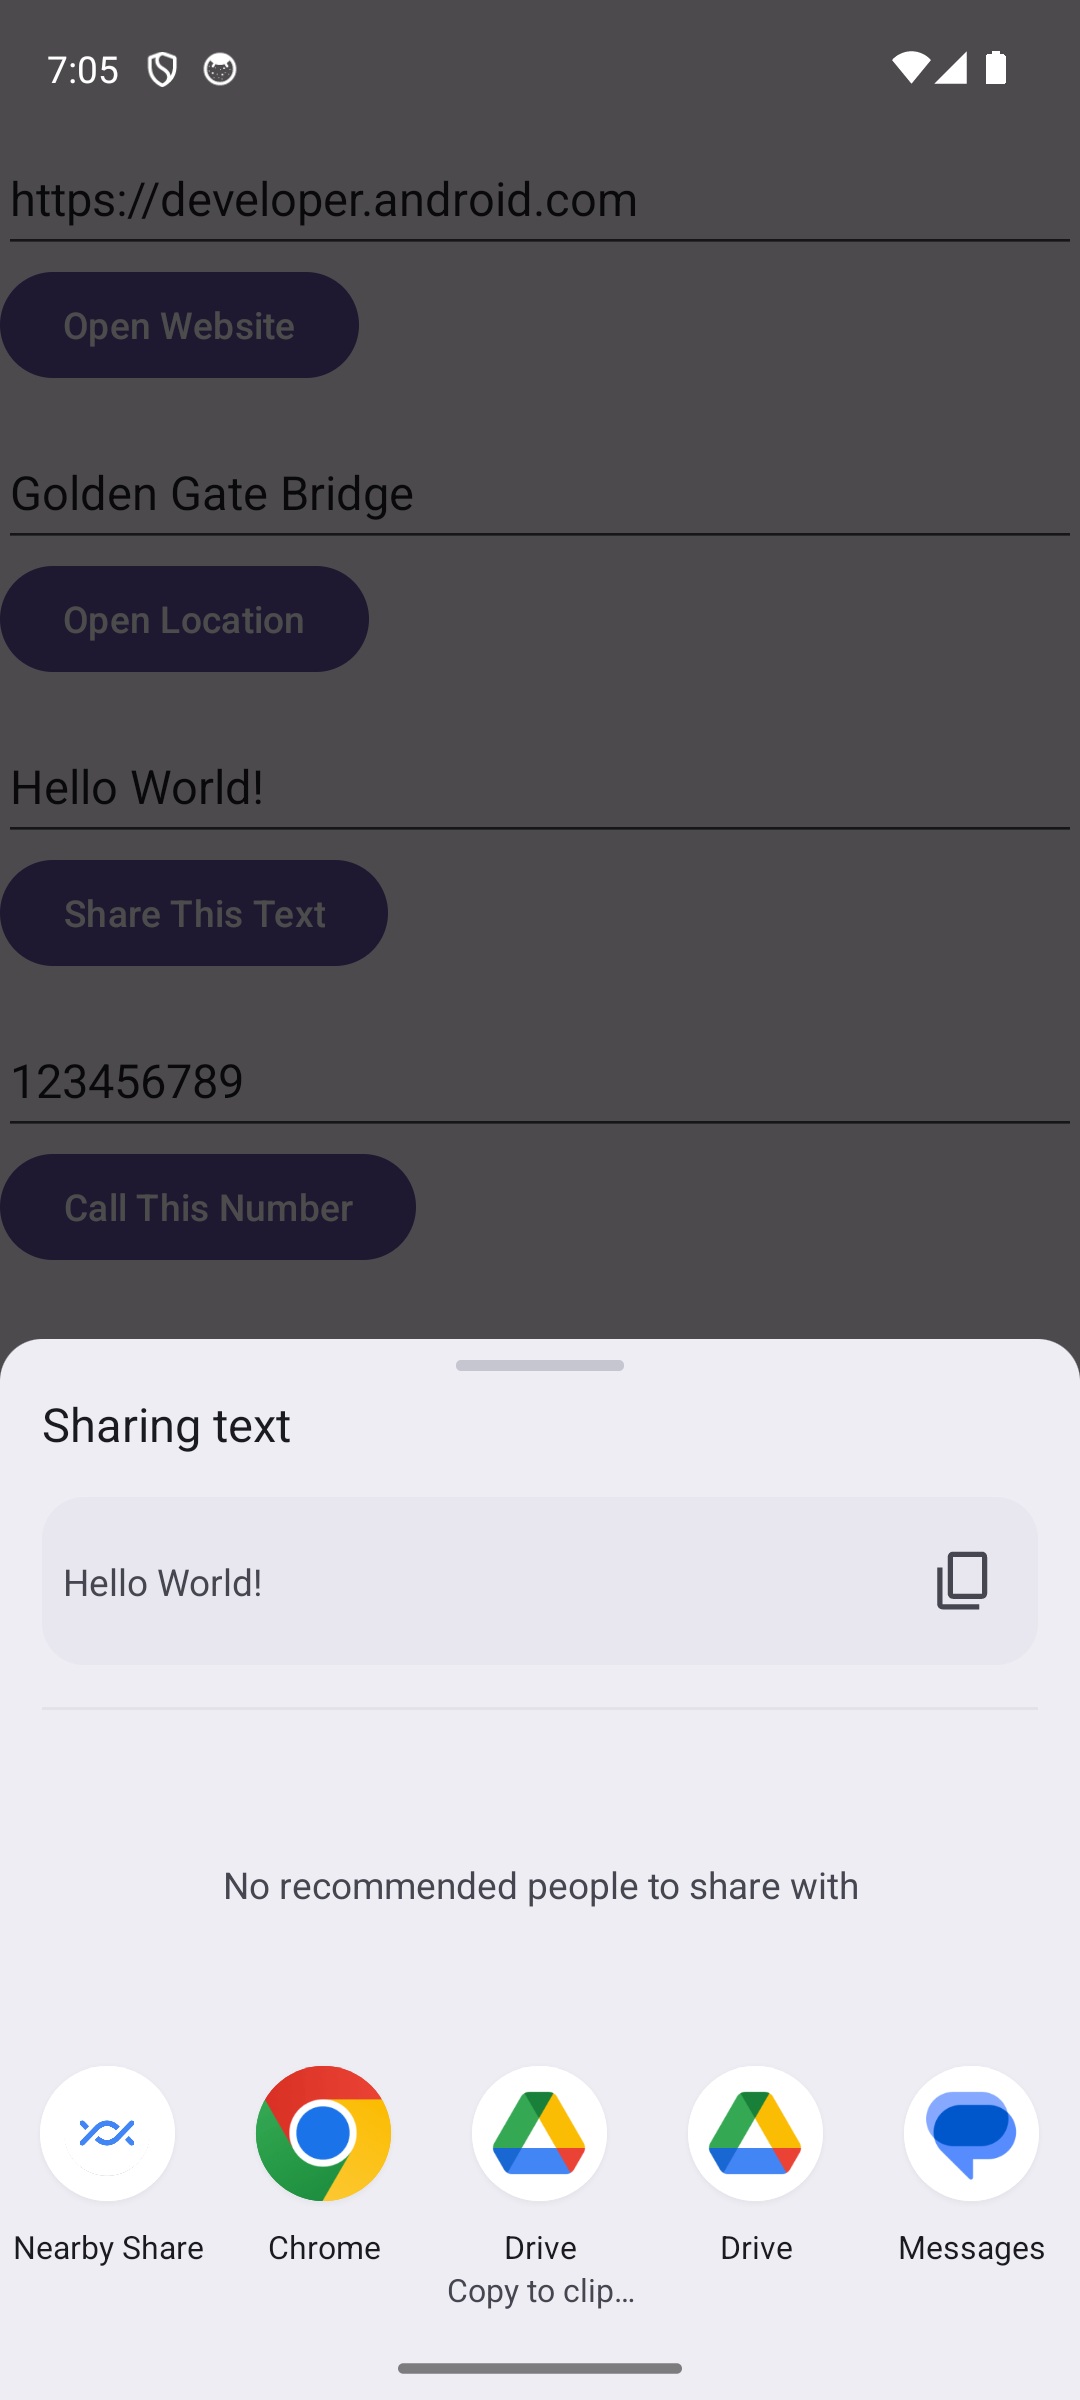 7:05
https://developer.android.com
Open Website
Golden Gate Bridge
Open Location
Hello World!
Share This Text
123456789
Call This Number
Sharing text
Hello World!
No recommended people to share with
Nearby Share
Chrome
Drive
Copy to clip...
Drive
Messages